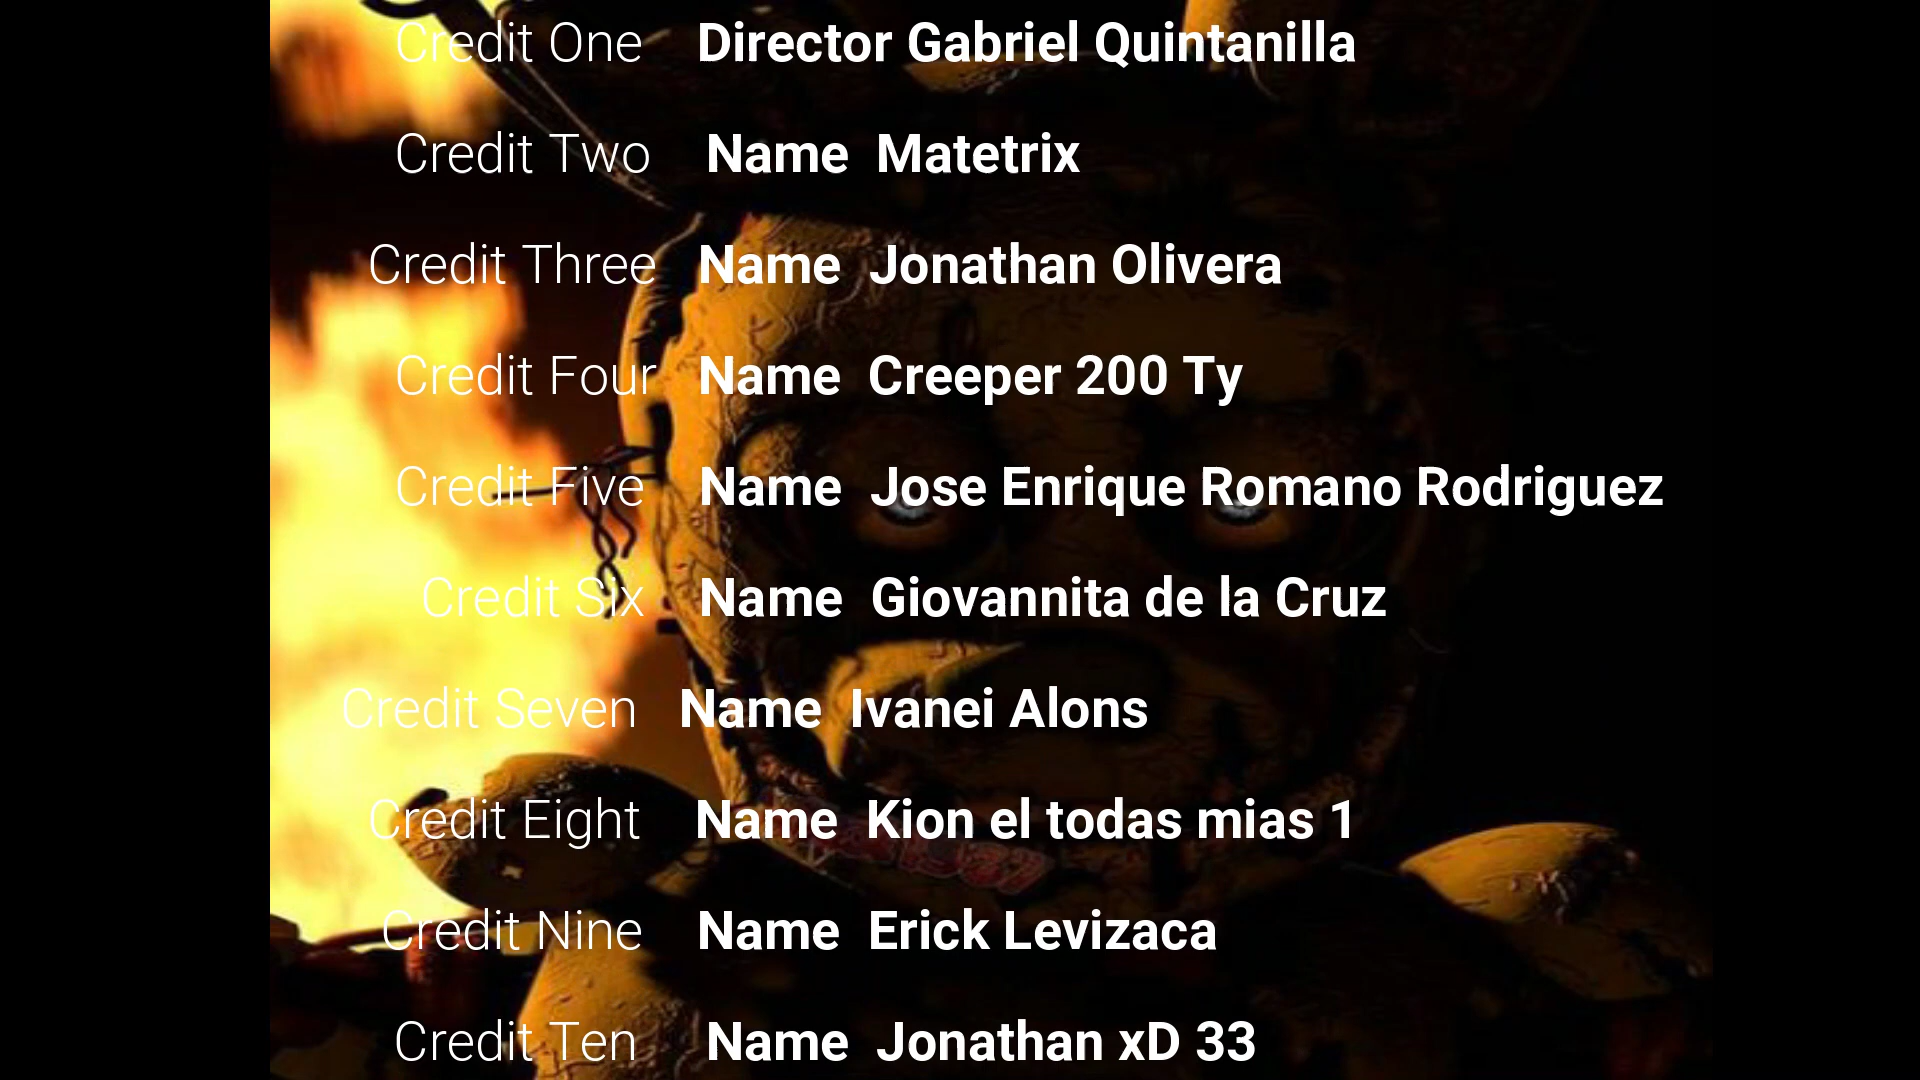 Credit One Director Gabriel Quintanilla
Credit Two Name Matetrix
Credit Three Name Jonathan Olivera
Credit Four Name Creeper 200 Ty
Credit Five Name Jose Enrique Romano Rodriguez
Credit Six Name Giovannita de la Cruz
Credit Seven Name Ivanei Alons
Credit Eight Name Kion el todas mias 1
Credit Nine Name Erick Levizaca
Credit Ten Name Jonathan xD 33